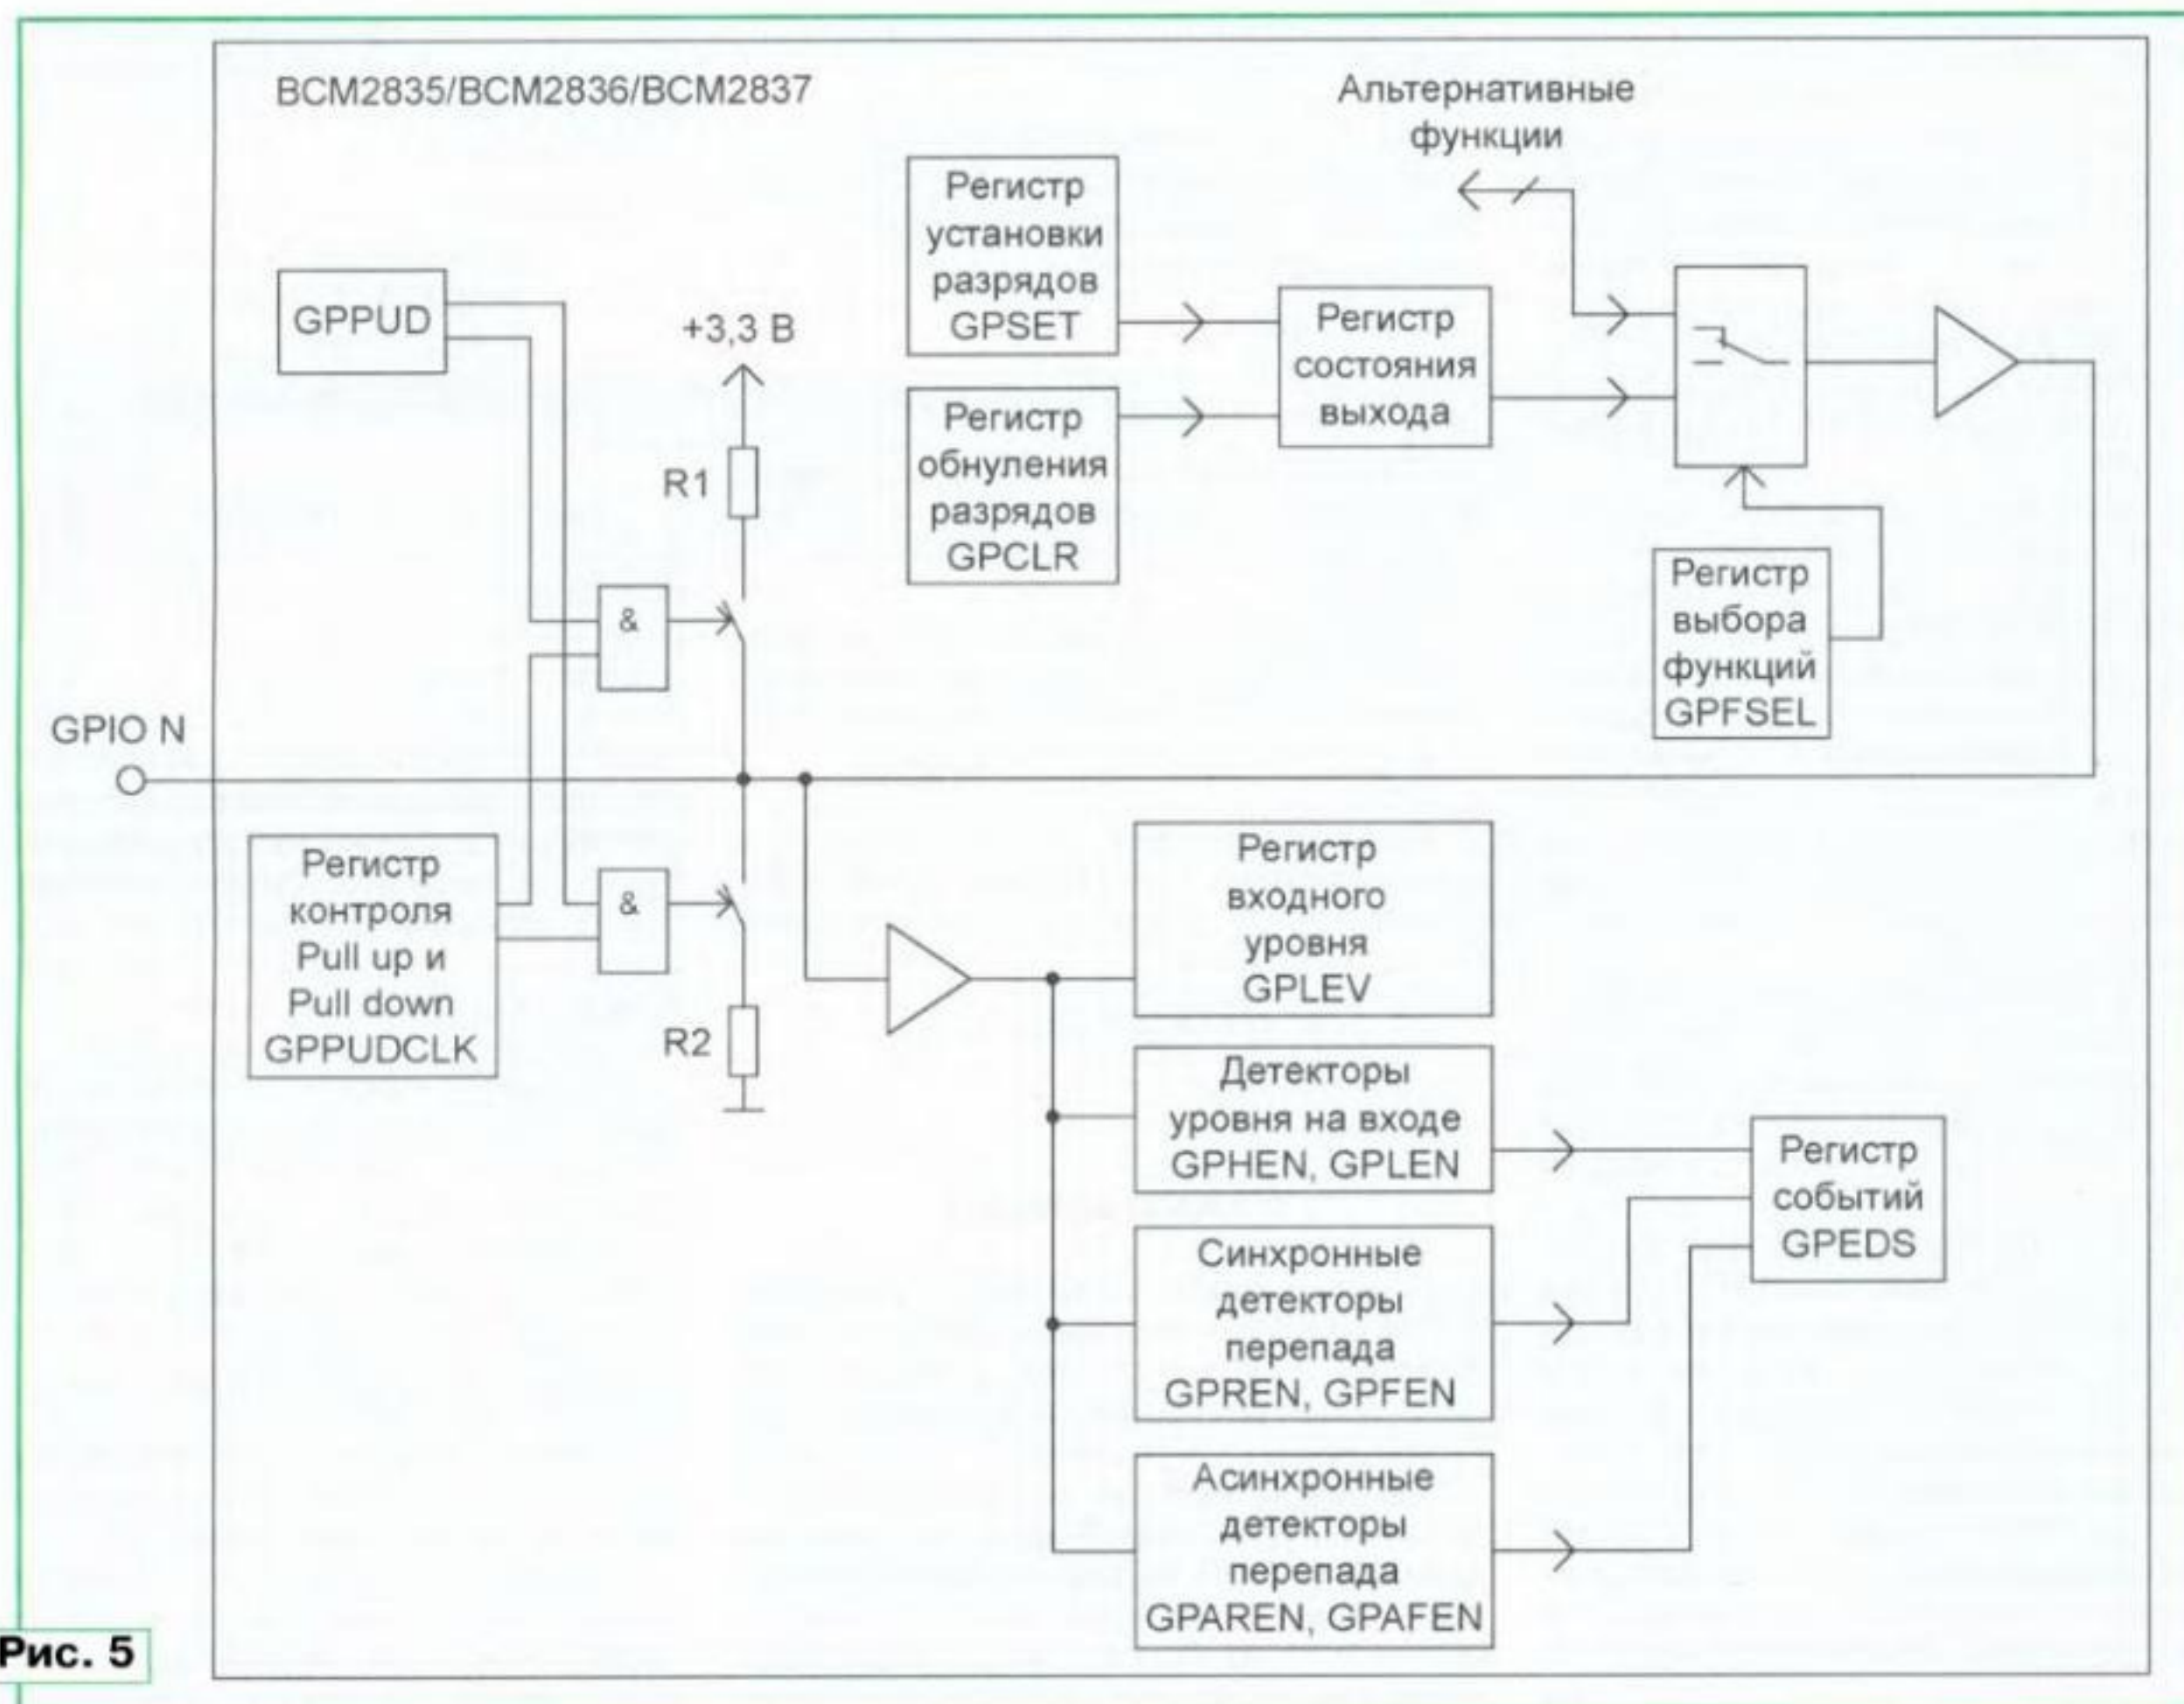 BCM2835/BCM2836/BCM2837
Альтернативные
функции
Регистр
установки
разрядов
GPSET
GPPUD
+3,3 В
Регистр
состояния
выхода
Регистр
обнуления
разрядов
GPCLR
R1
&
Регистр
выбора
функций
GPFSEL
GPIO N
Регистр
контроля
Pull up и
Pull down
GPPUDCLK
&
R2
Регистр
входного
уровня
GPLEV
Детекторы
уровня на входе
GPHEN, GPLEN
Регистр
событий
GPEDS
Синхронные
детекторы
перепада
GPREN, GPFEN
Асинхронные
детекторы
перепада
GPAREN, GPAFEN
Рис. 5